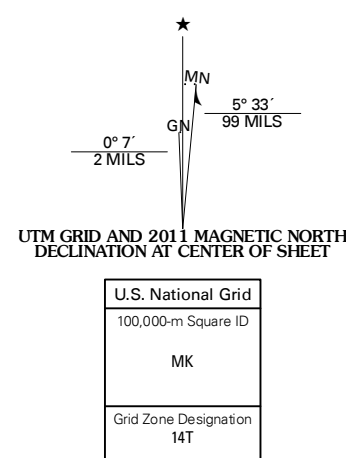 ★
MN
GN
5° 33´
99 MILS
0° 7´
2 MILS
UTM GRID AND 2011 MAGNETIC NORTH
DECLINATION AT CENTER OF SHEET
U.S. National Grid
100,000-m Square ID
MK
Grid Zone Designation
14T